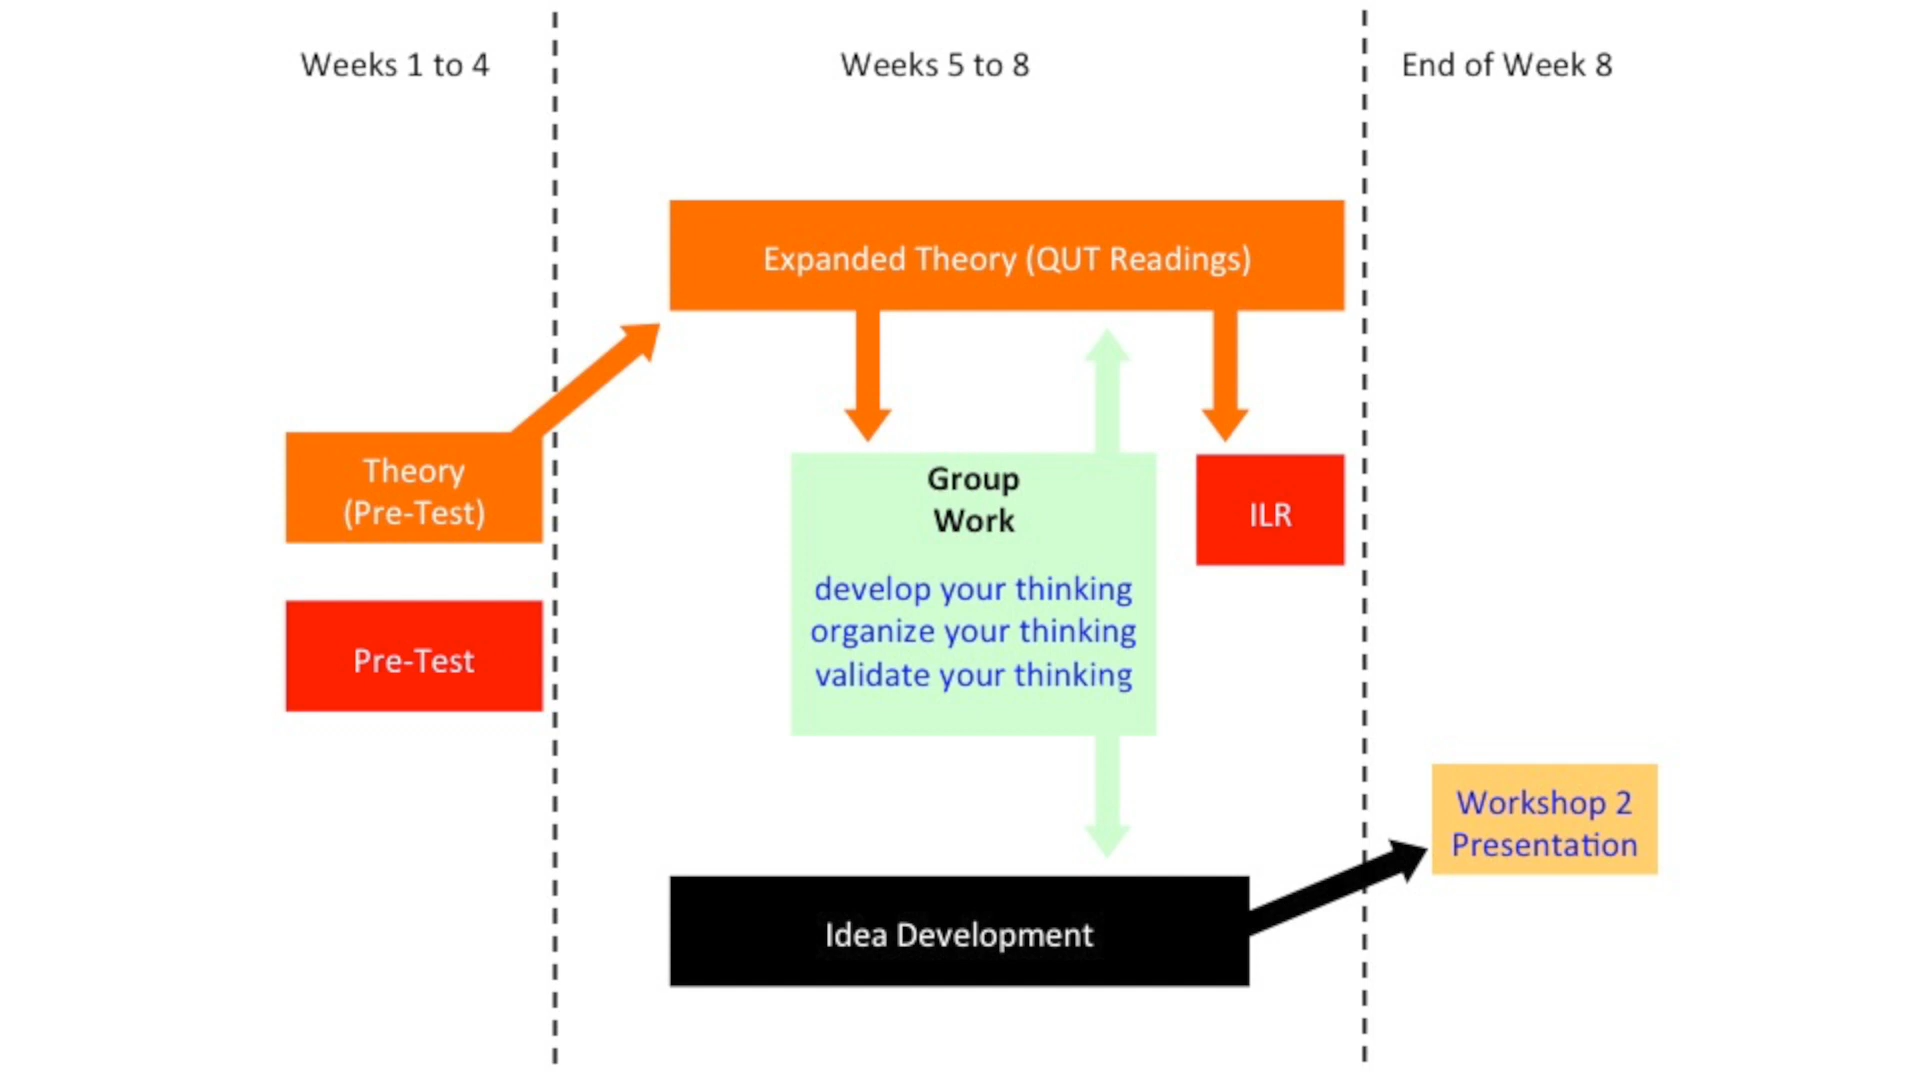 Weeks 1 to 4
Weeks 5 to 8
End of Week 8
Expanded Theory (QUT Readings)
Theory
(Pre-Test)
Pre-Test
Group
Work
develop your thinking
organize your thinking
validate your thinking
ILR
Workshop 2
Presentation
Idea Development